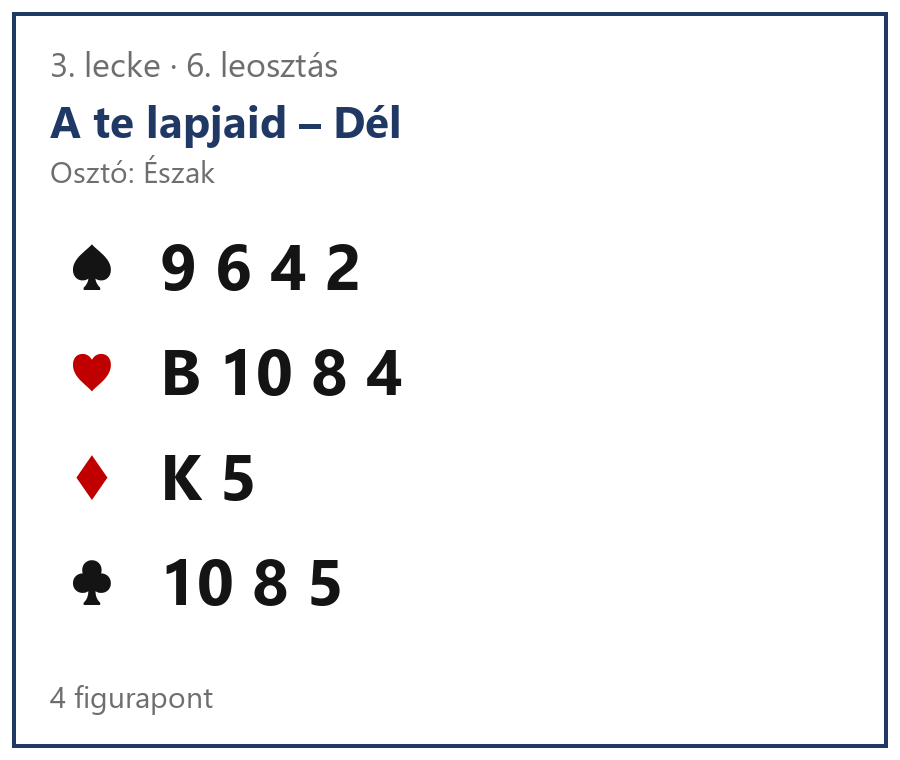 3. lecke · 6. leosztás
A te lapjaid – Dél
Osztó: Észak
♠ 9 6 4 2
♥ B 10 8 4
♦ K 5
♣ 10 8 5
4 figurapont